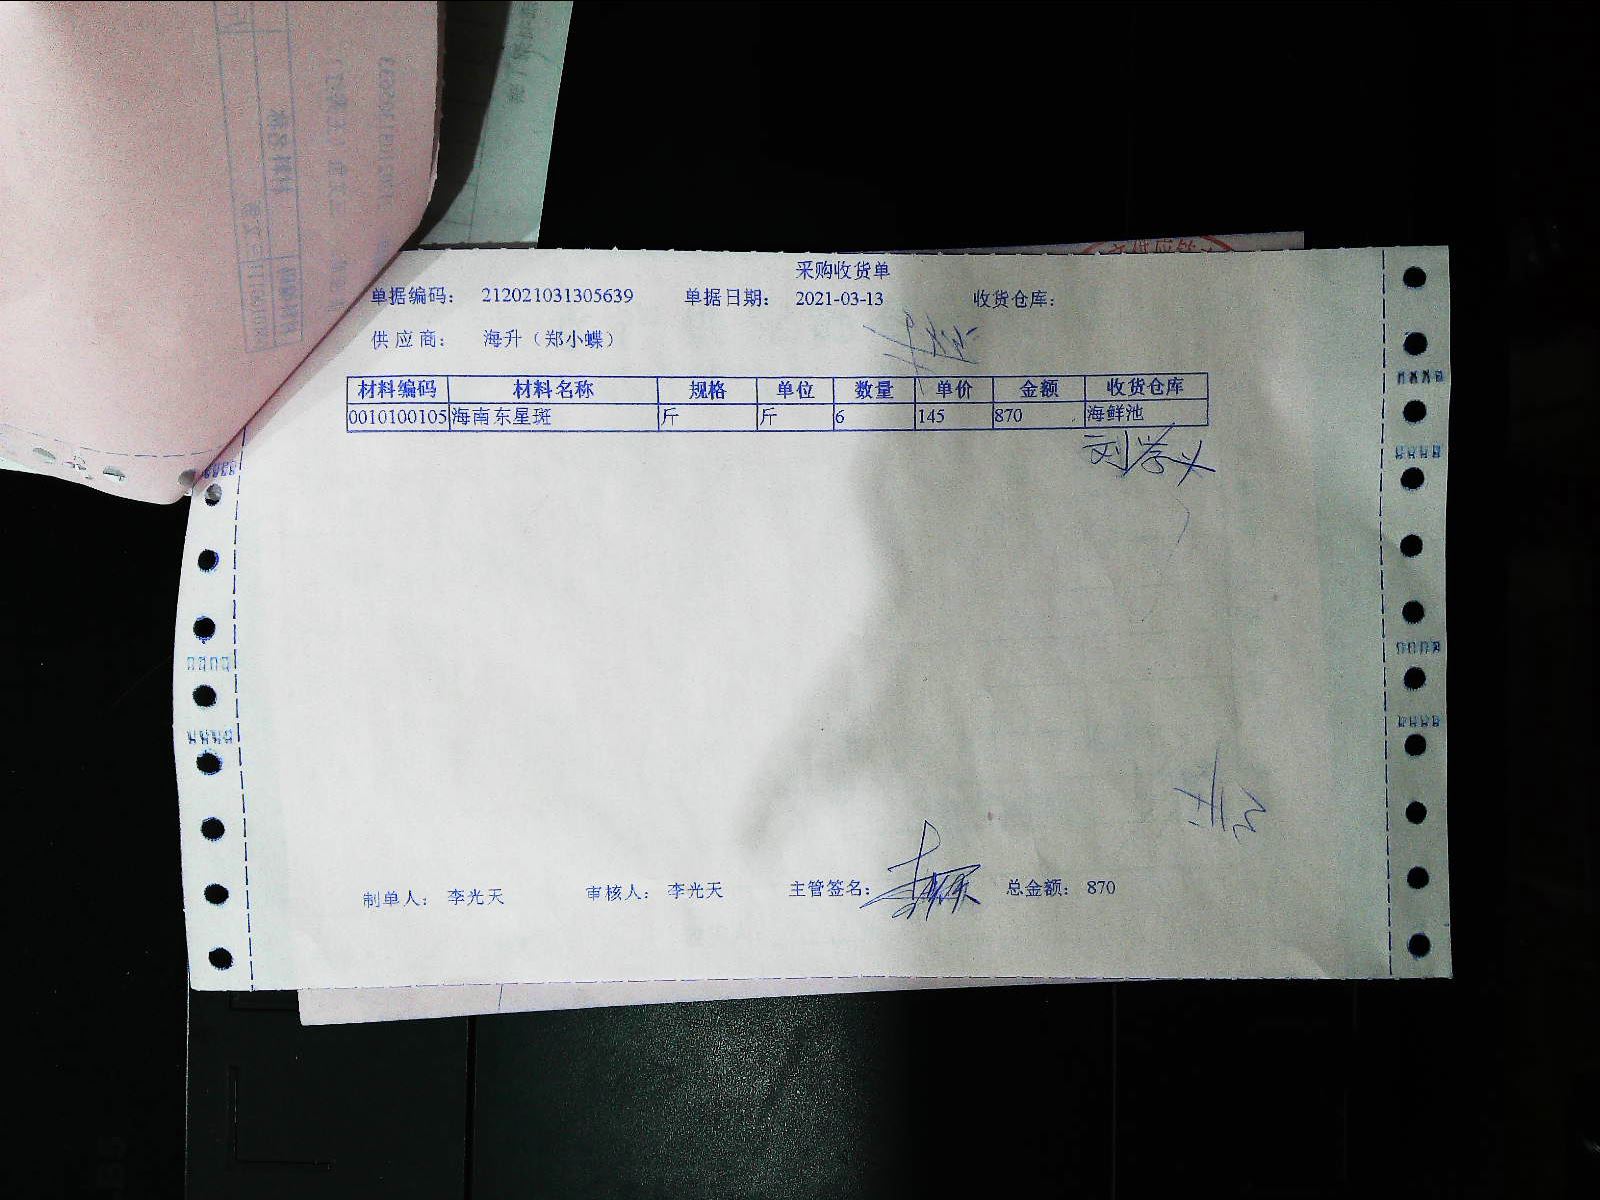 采购收货单
单据编码： 212021031305639 单据日期： 2021-03-13 收货仓库：
供应商： 海升（郑小蝶）
材料编码 材料名称 规格 单位 数量 单价 金额 收货仓库
0010100105 海南东星斑 斤 斤 6 145 870 海鲜池
刘学义
制单人： 李光天 审核人： 李光天 主管签名： 总金额： 870